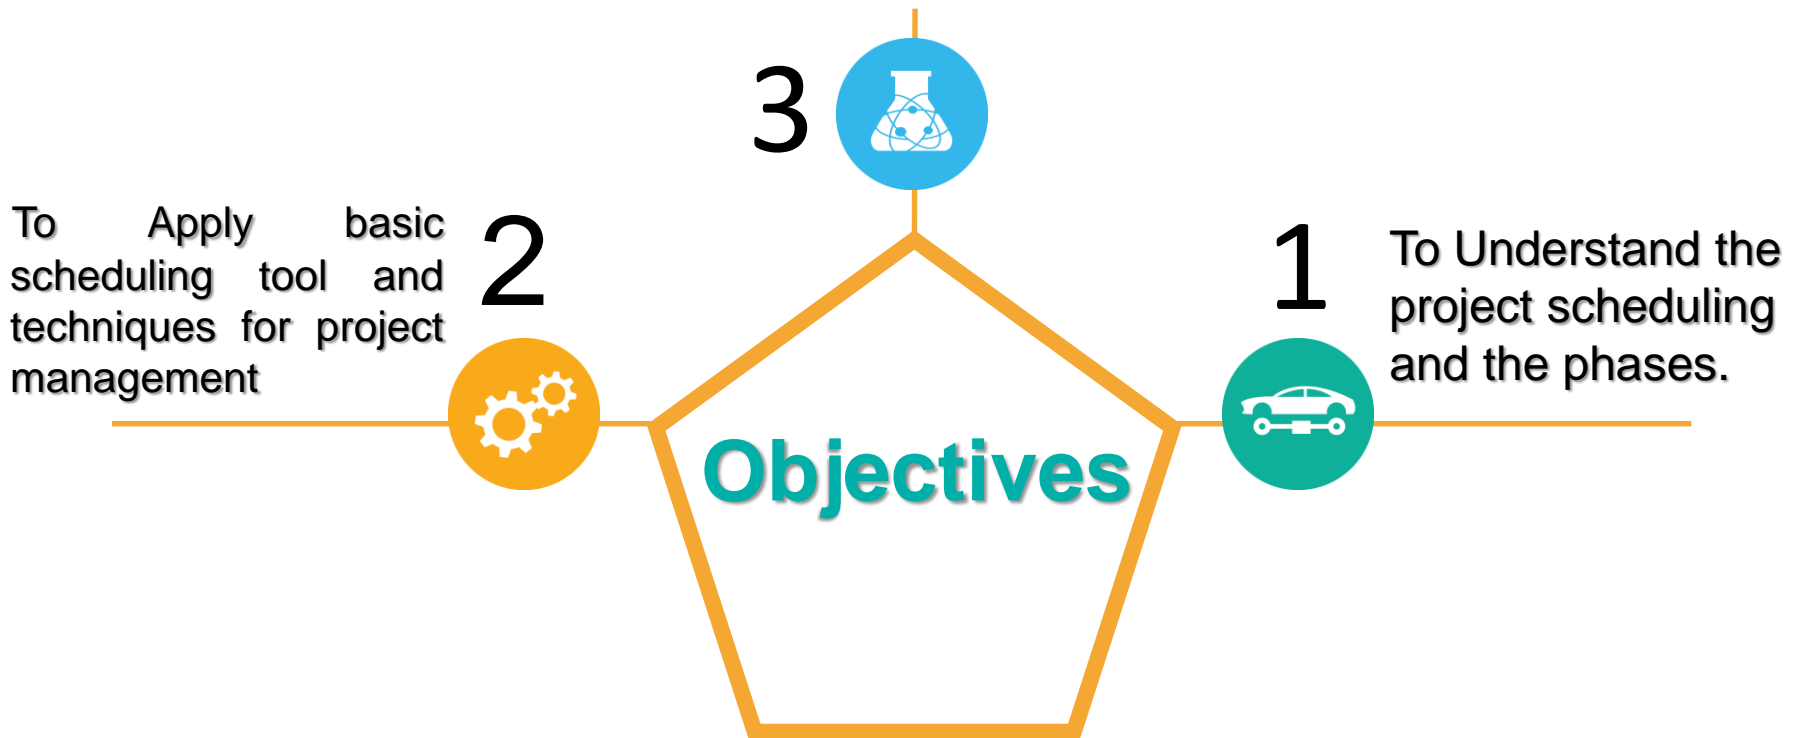 3
To Apply basic
scheduling tool and
techniques for project
management
2
1
To Understand the
project scheduling
and the phases.
Objectives